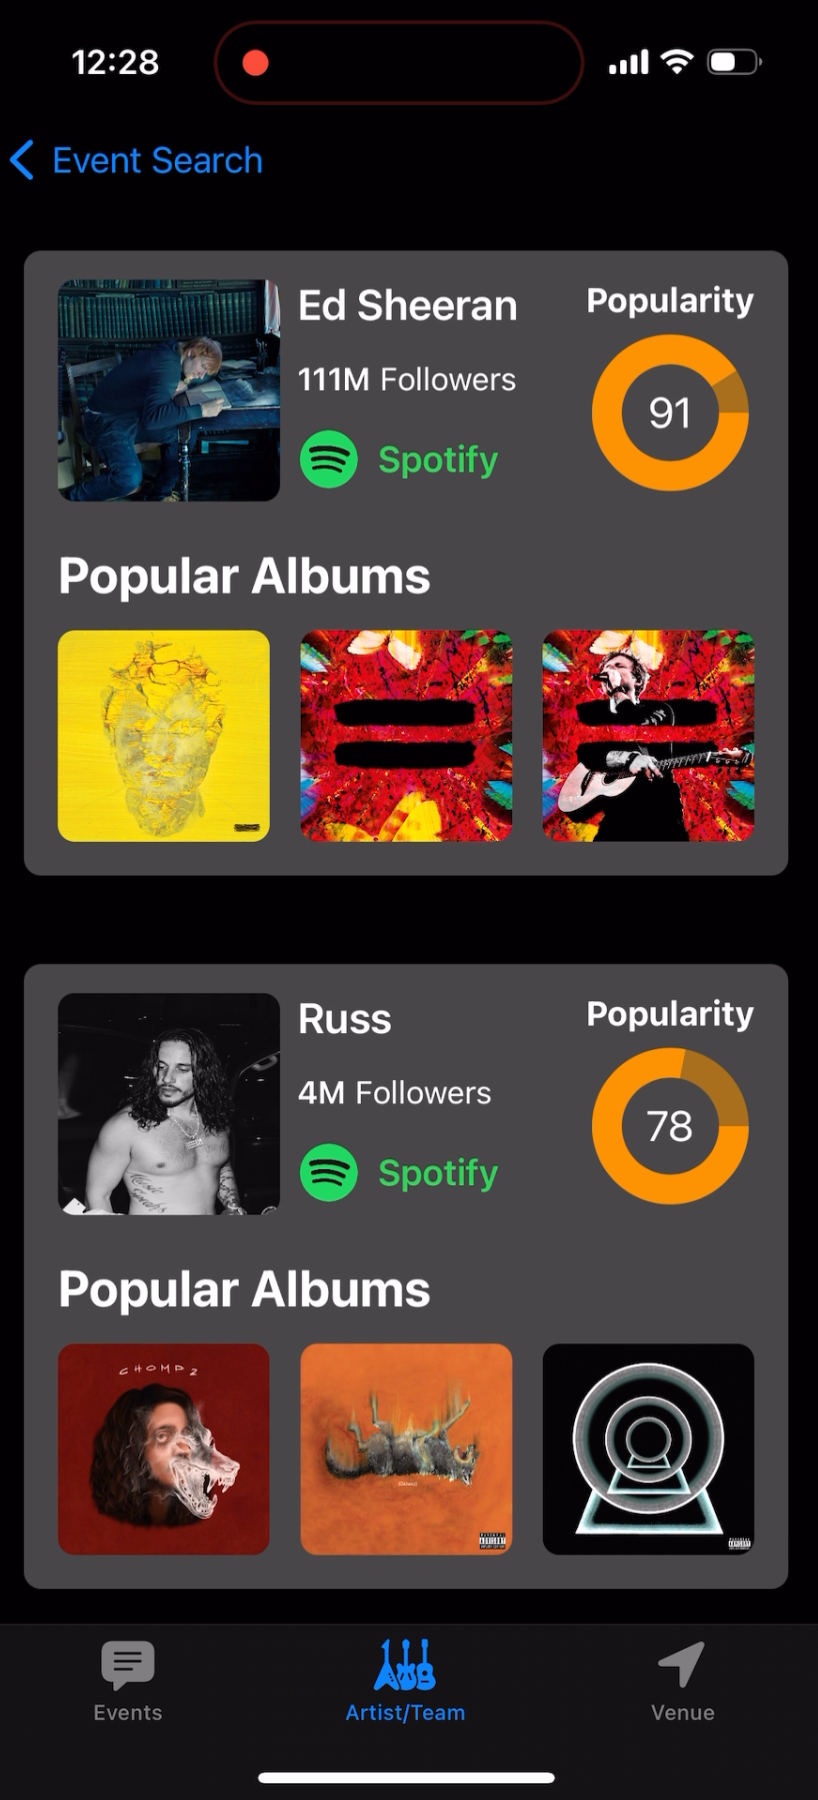 12:28
Event Search
Ed Sheeran
Popularity
111M Followers
91
Spotify
Popular Albums
Russ
Popularity
4M Followers
78
Spotify
Popular Albums
CHOMP 2
Events
Artist/Team
Venue